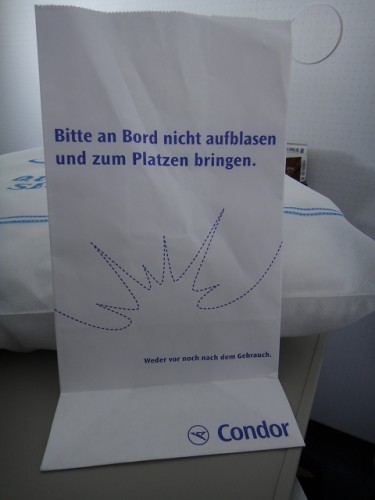 Bitte an Bord nicht aufblasen
und zum Platzen bringen.
Weder vor noch nach dem Gebrauch.
Condor